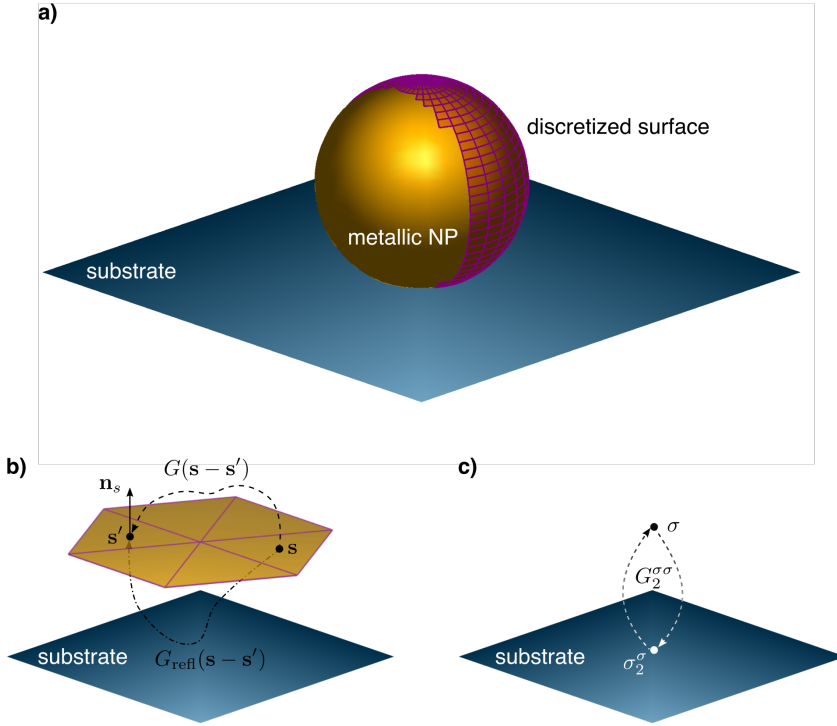 a)
discretized surface
metallic NP
substrate
b)
G(s − s′)
n_s
s′
s
G_refl(s − s′)
substrate
c)
σ
G_2^{σσ}
substrate
σ_2^σ